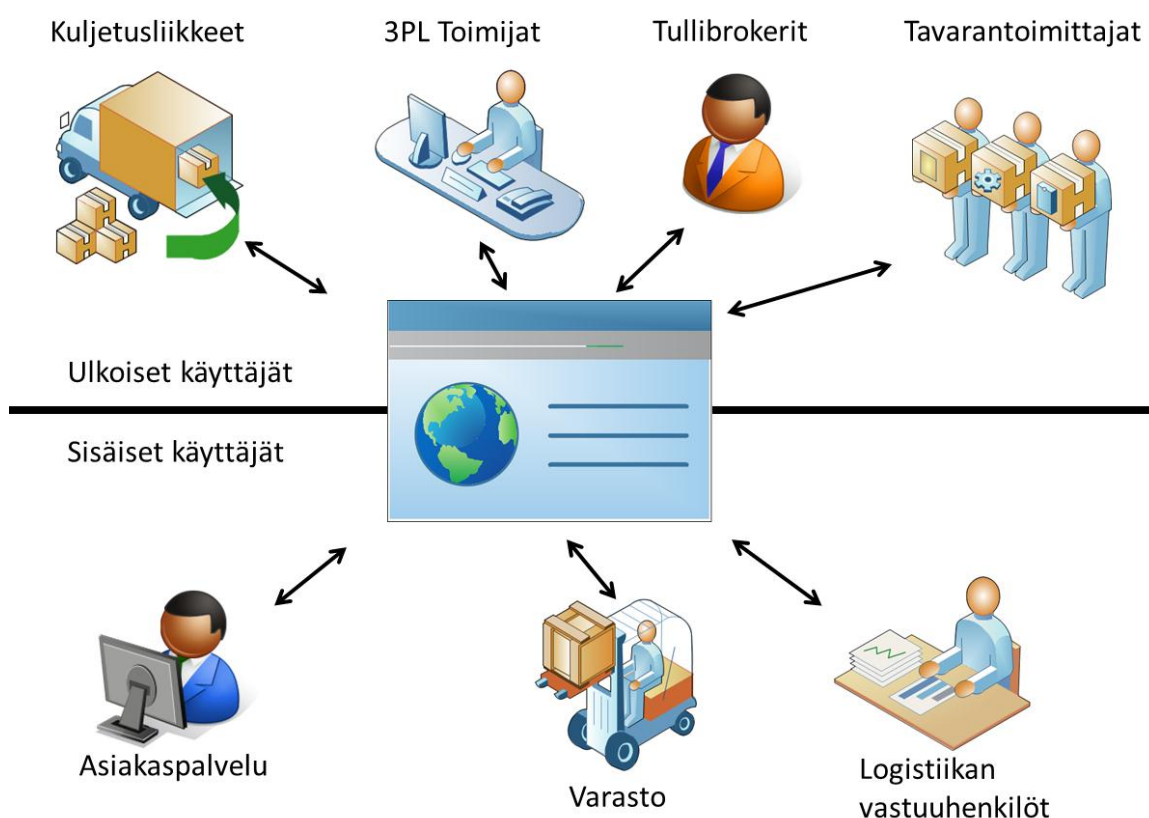 Kuljetusliikkeet
3PL Toimijat
Tullibrokerit
Tavarantoimittajat
Ulkoiset käyttäjät
Sisäiset käyttäjät
Asiakaspalvelu
Varasto
Logistiikan
vastuuhenkilöt